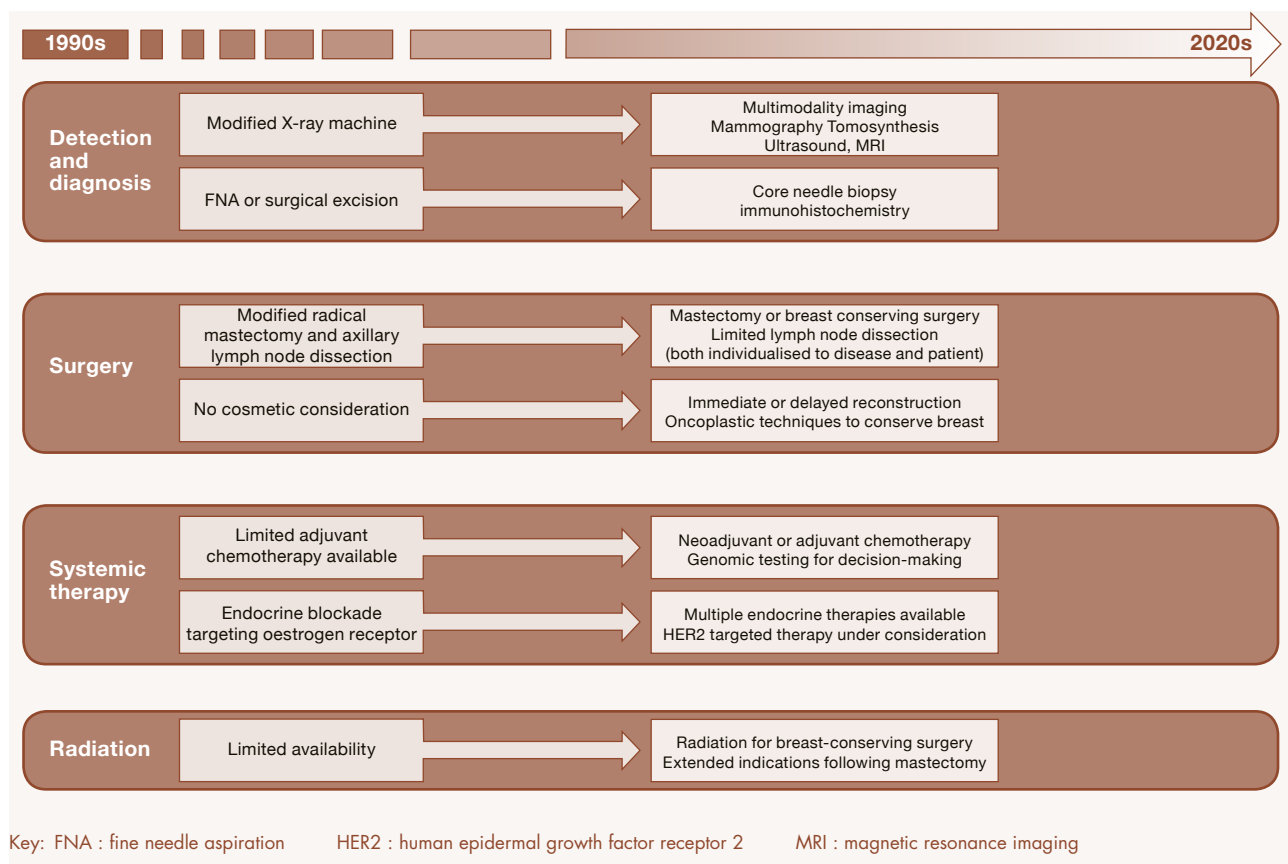 1990s
2020s
Detection
and
diagnosis
Modified X-ray machine
Multimodality imaging
Mammography Tomosynthesis
Ultrasound, MRI
FNA or surgical excision
Core needle biopsy
immunohistochemistry
Surgery
Modified radical
mastectomy and axillary
lymph node dissection
Mastectomy or breast conserving surgery
Limited lymph node dissection
(both individualised to disease and patient)
No cosmetic consideration
Immediate or delayed reconstruction
Oncoplastic techniques to conserve breast
Systemic
therapy
Limited adjuvant
chemotherapy available
Neoadjuvant or adjuvant chemotherapy
Genomic testing for decision-making
Endocrine blockade
targeting oestrogen receptor
Multiple endocrine therapies available
HER2 targeted therapy under consideration
Radiation
Limited availability
Radiation for breast-conserving surgery
Extended indications following mastectomy
Key: FNA : fine needle aspiration HER2 : human epidermal growth factor receptor 2 MRI : magnetic resonance imaging